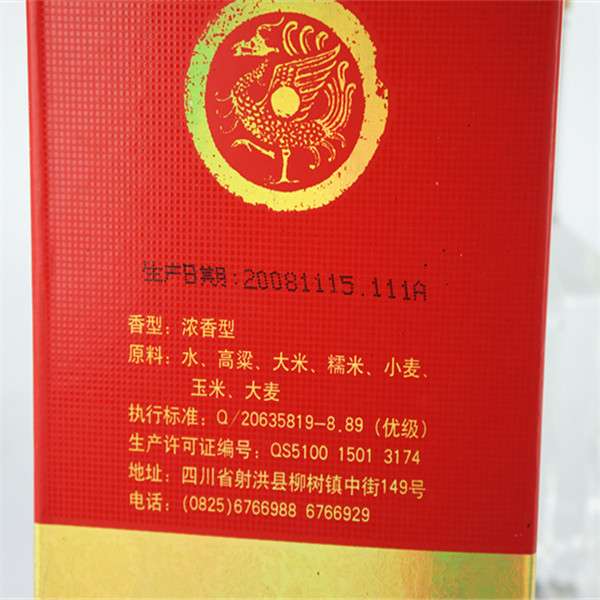 生产日期:20081115.111A
香型：浓香型
原料：水、高粱、大米、糯米、小麦、
玉米、大麦
执行标准：Q/20635819-8.89（优级）
生产许可证编号：QS5100 1501 3174
地址：四川省射洪县柳树镇中街149号
电话：(0825)6766988 6766929